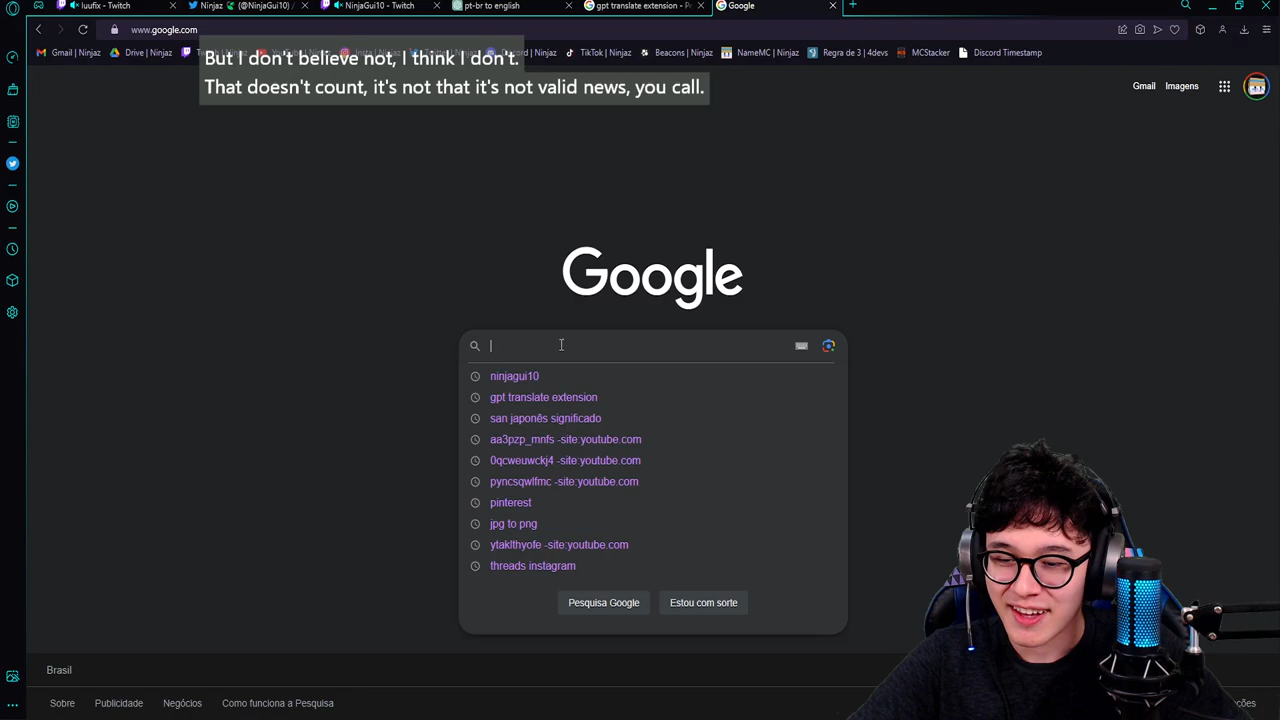 luufix - Twitch
Ninjaz (@NinjaGui10) /
NinjaGui10 - Twitch
pt-br to english
gpt translate extension - Pe
Google
www.google.com
Gmail | Ninjaz
Drive | Ninjaz
TikTok | Ninjaz
Beacons | Ninjaz
NameMC | Ninjaz
Regra de 3 | 4devs
MCStacker
Discord Timestamp
But I don't believe not, I think I don't.
That doesn't count, it's not that it's not valid news, you call.
Gmail
Imagens
Google
ninjagui10
gpt translate extension
san japonês significado
aa3pzp_mnfs -site:youtube.com
0qcweuwckj4 -site:youtube.com
pyncsqwlfmc -site:youtube.com
pinterest
jpg to png
ytaklthyofe -site:youtube.com
threads instagram
Pesquisa Google
Estou com sorte
Brasil
Sobre
Publicidade
Negócios
Como funciona a Pesquisa